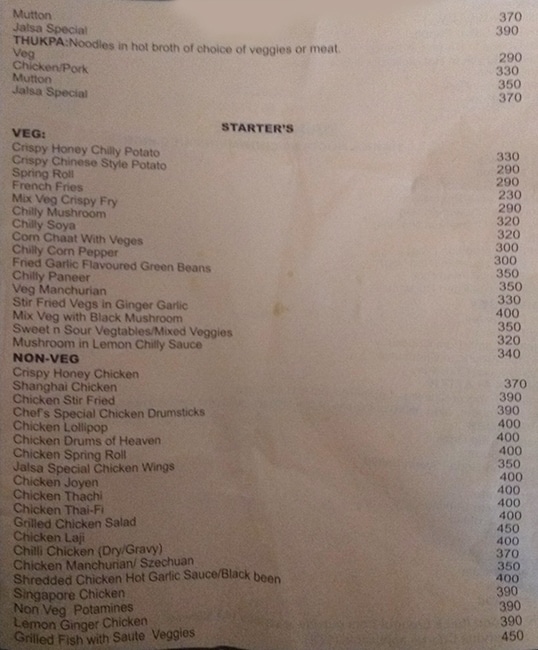 Mutton 370
Jalsa Special 390
THUKPA:Noodles in hot broth of choice of veggies or meat.
Veg 290
Chicken/Pork 330
Mutton 350
Jalsa Special 370
STARTER'S
VEG:
Crispy Honey Chilly Potato 330
Crispy Chinese Style Potato 290
Spring Roll 290
French Fries 230
Mix Veg Crispy Fry 290
Chilly Mushroom 320
Chilly Soya 320
Corn Chaat With Veges 300
Chilly Corn Pepper 300
Fried Garlic Flavoured Green Beans 350
Chilly Paneer 350
Veg Manchurian 330
Stir Fried Vegs in Ginger Garlic 400
Mix Veg with Black Mushroom 350
Sweet n Sour Vegtables/Mixed Veggies 320
Mushroom in Lemon Chilly Sauce 340
NON-VEG
Crispy Honey Chicken 370
Shanghai Chicken 390
Chicken Stir Fried 390
Chef's Special Chicken Drumsticks 400
Chicken Lollipop 400
Chicken Drums of Heaven 400
Chicken Spring Roll 350
Jalsa Special Chicken Wings 400
Chicken Joyen 400
Chicken Thachi 400
Chicken Thai-Fi 400
Grilled Chicken Salad 450
Chicken Laji 400
Chilli Chicken (Dry/Gravy) 370
Chicken Manchurian/ Szechuan 350
Shredded Chicken Hot Garlic Sauce/Black been 400
Singapore Chicken 390
Non Veg Potamines 390
Lemon Ginger Chicken 390
Grilled Fish with Saute Veggies 450